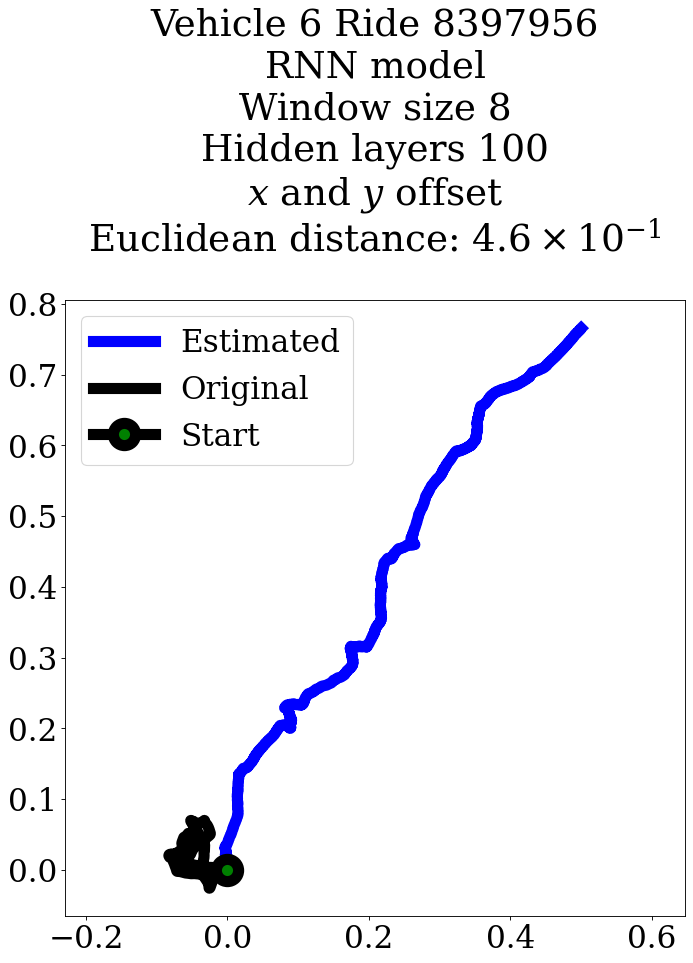 Vehicle 6 Ride 8397956
RNN model
Window size 8
Hidden layers 100
x and y offset
Euclidean distance: 4.6 × 10⁻¹
0.8
0.7
0.6
0.5
0.4
0.3
0.2
0.1
0.0
Estimated
Original
Start
−0.2 0.0 0.2 0.4 0.6